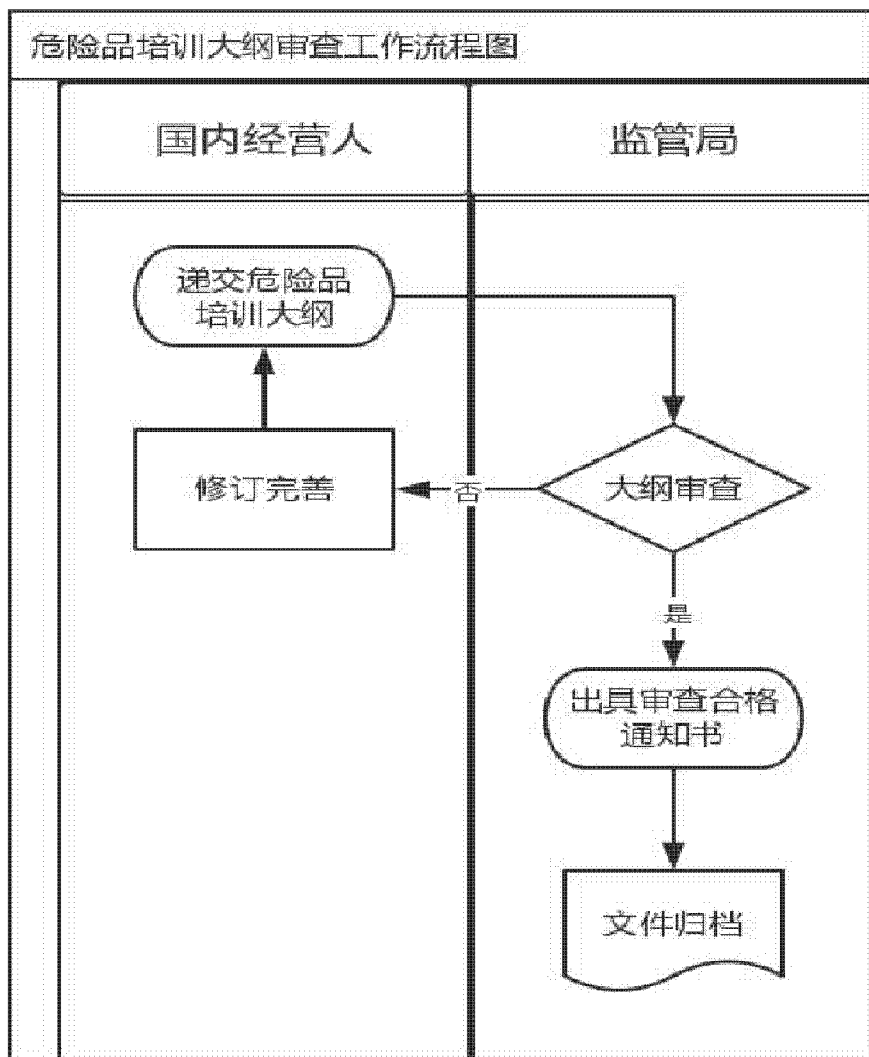 危险品培训大纲审查工作流程图
国内经营人
监管局
递交危险品
培训大纲
修订完善
否
大纲审查
是
出具审查合格
通知书
文件归档